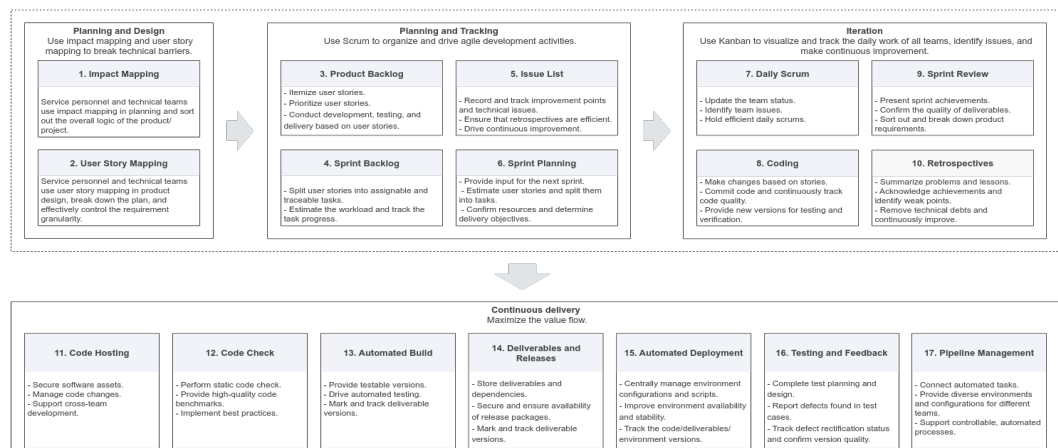 Planning and Design
Use impact mapping and user story
mapping to break technical barriers.
1. Impact Mapping
Service personnel and technical teams
use impact mapping in planning and sort
out the overall logic of the product/
project.
2. User Story Mapping
Service personnel and technical teams
use user story mapping in product
design, break down the plan, and
effectively control the requirement
granularity.
Planning and Tracking
Use Scrum to organize and drive agile development activities.
3. Product Backlog
- Itemize user stories.
- Prioritize user stories.
- Conduct development, testing, and
delivery based on user stories.
5. Issue List
- Record and track improvement points
and technical issues.
- Ensure that retrospectives are efficient.
- Drive continuous improvement.
4. Sprint Backlog
- Split user stories into assignable and
traceable tasks.
- Estimate the workload and track the
task progress.
6. Sprint Planning
- Provide input for the next sprint.
- Estimate user stories and split them
into tasks.
- Confirm resources and determine
delivery objectives.
Iteration
Use Kanban to visualize and track the daily work of all teams, identify issues, and
make continuous improvement.
7. Daily Scrum
- Update the team status.
- Identify team issues.
- Hold efficient daily scrums.
9. Sprint Review
- Present sprint achievements.
- Confirm the quality of deliverables.
- Sort out and break down product
requirements.
8. Coding
- Make changes based on stories.
- Commit code and continuously track
code quality.
- Provide new versions for testing and
verification.
10. Retrospectives
- Summarize problems and lessons.
- Acknowledge achievements and
identify weak points.
- Remove technical debts and
continuously improve.
Continuous delivery
Maximize the value flow.
11. Code Hosting
- Secure software assets.
- Manage code changes.
- Support cross-team
development.
12. Code Check
- Perform static code check.
- Provide high-quality code
benchmarks.
- Implement best practices.
13. Automated Build
- Provide testable versions.
- Drive automated testing.
- Mark and track deliverable
versions.
14. Deliverables and
Releases
- Store deliverables and
dependencies.
- Secure and ensure availability
of release packages.
- Mark and track deliverable
versions.
15. Automated Deployment
- Centrally manage environment
configurations and scripts.
- Improve environment availability
and stability.
- Track the code/deliverables/
environment versions.
16. Testing and Feedback
- Complete test planning and
design.
- Report defects found in test
cases.
- Track defect rectification status
and confirm version quality.
17. Pipeline Management
- Connect automated tasks.
- Provide diverse environments
and configurations for different
teams.
- Support controllable, automated
processes.